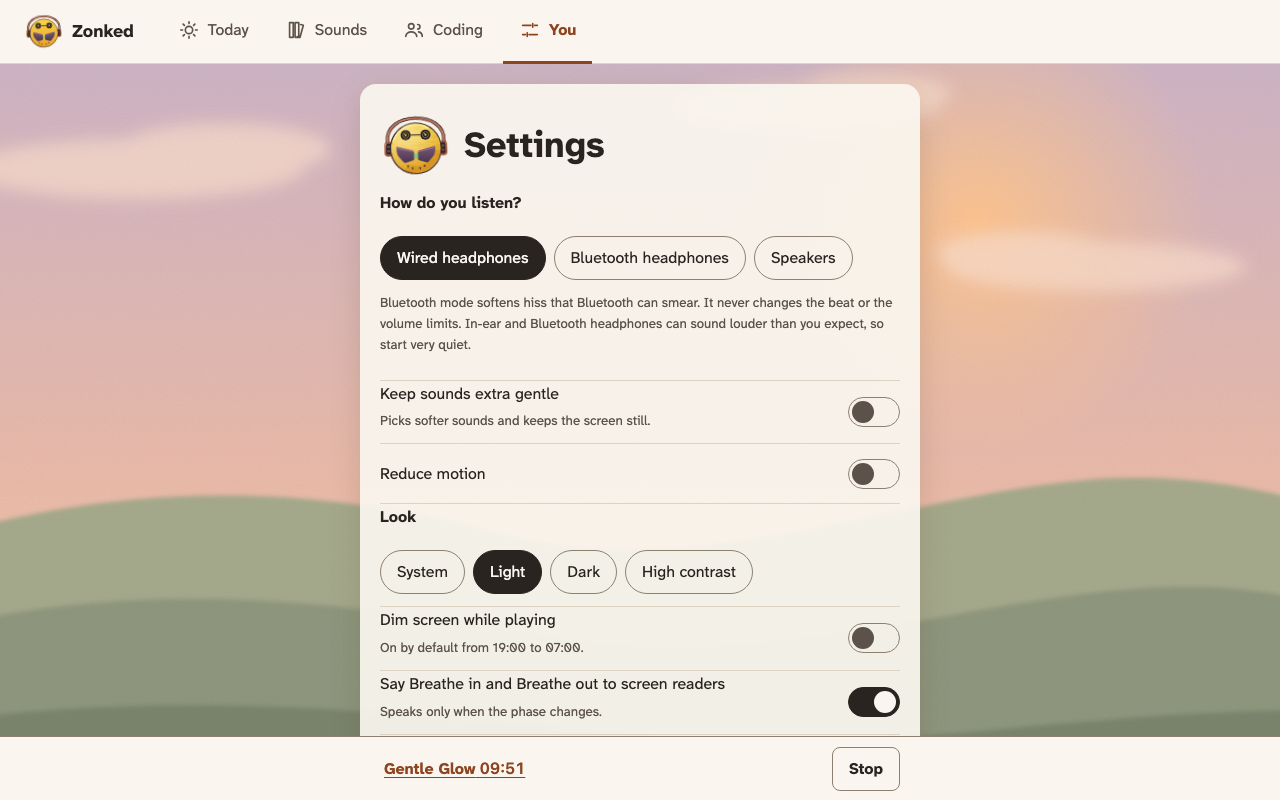 Zonked
Today
Sounds
Coding
You
Settings
How do you listen?
Wired headphones
Bluetooth headphones
Speakers
Bluetooth mode softens hiss that Bluetooth can smear. It never changes the beat or the
volume limits. In-ear and Bluetooth headphones can sound louder than you expect, so
start very quiet.
Keep sounds extra gentle
Picks softer sounds and keeps the screen still.
Reduce motion
Look
System
Light
Dark
High contrast
Dim screen while playing
On by default from 19:00 to 07:00.
Say Breathe in and Breathe out to screen readers
Speaks only when the phase changes.
Gentle Glow 09:51
Stop